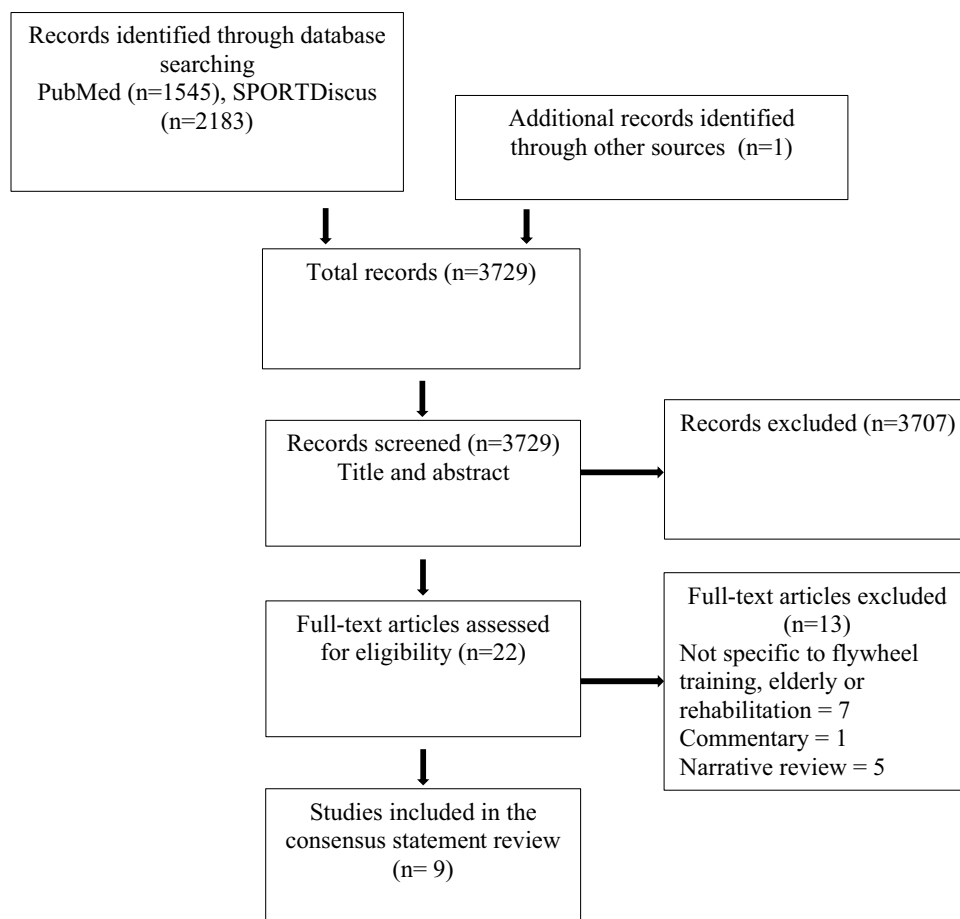 Records identified through database
searching
PubMed (n=1545), SPORTDiscus
(n=2183)
Additional records identified
through other sources  (n=1)
Total records (n=3729)
Records screened (n=3729)
Title and abstract
Records excluded (n=3707)
Full-text articles assessed
for eligibility (n=22)
Full-text articles excluded
(n=13)
Not specific to flywheel
training, elderly or
rehabilitation = 7
Commentary = 1
Narrative review = 5
Studies included in the
consensus statement review
(n= 9)